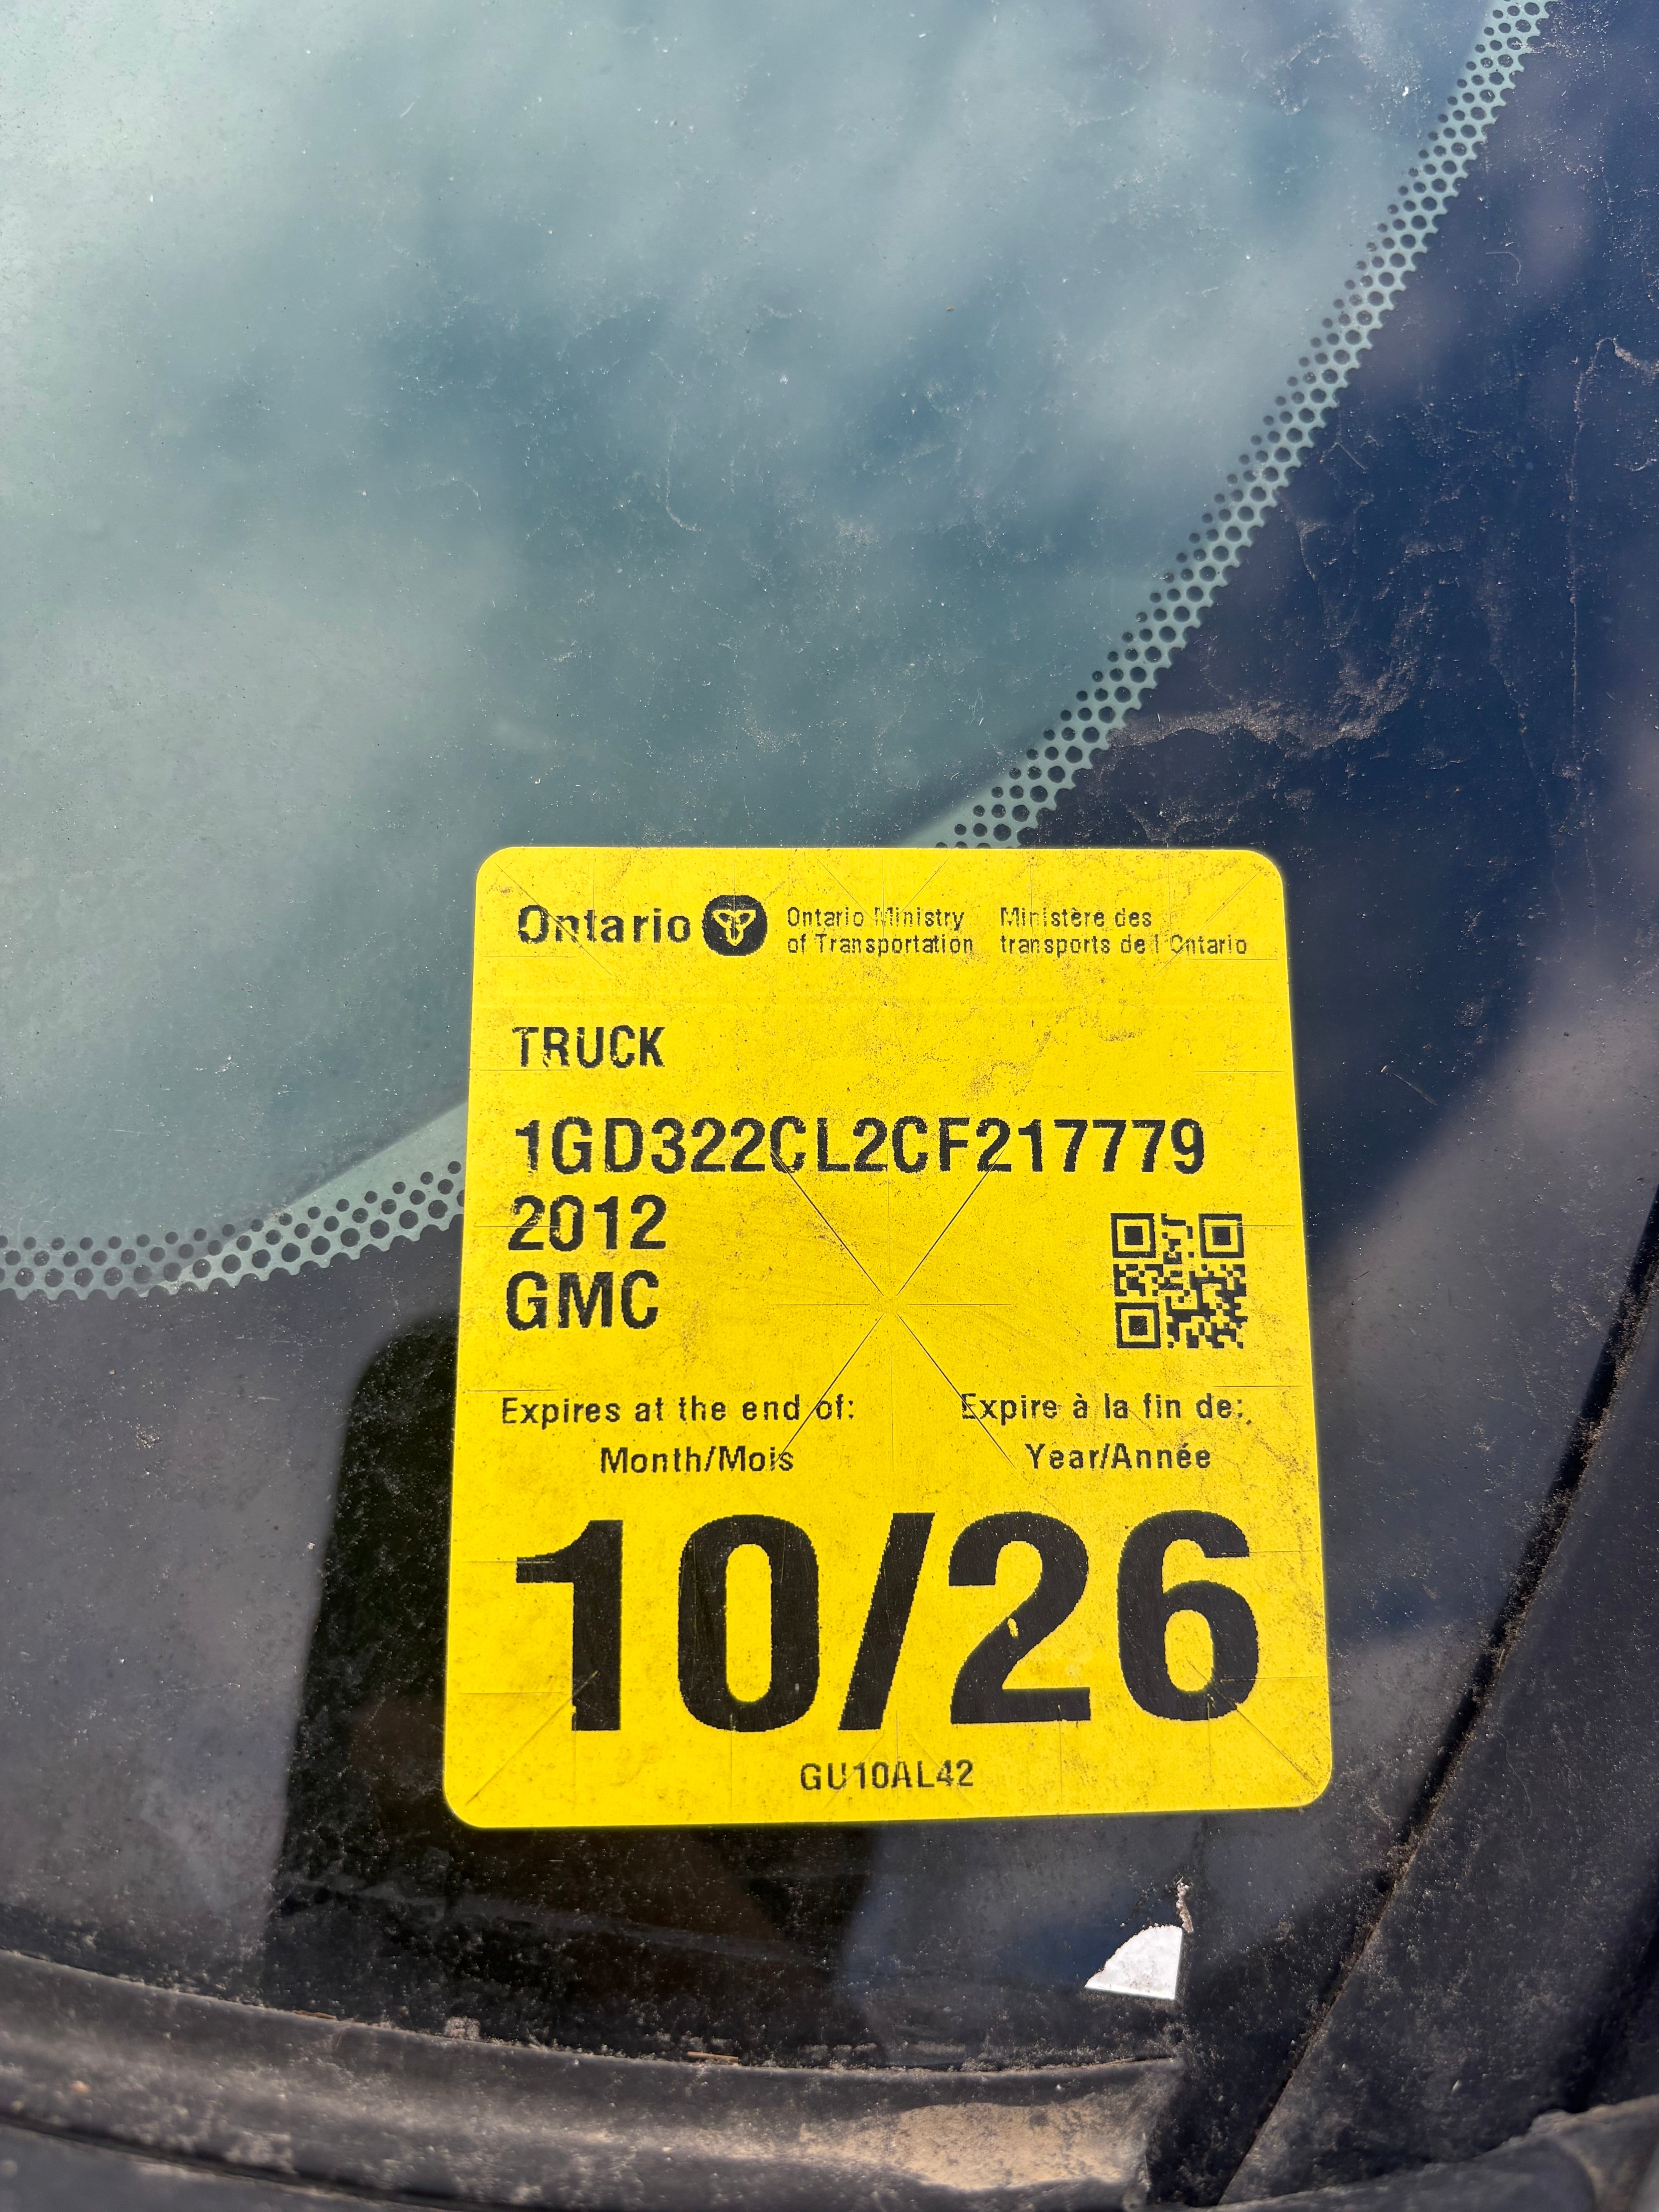 Ontario
Ontario Ministry
of Transportation
Ministère des
transports de l'Ontario
TRUCK
1GD322CL2CF217779
2012
GMC
Expires at the end of:
Expire à la fin de:
Month/Mois
Year/Année
10/26
GU10AL42